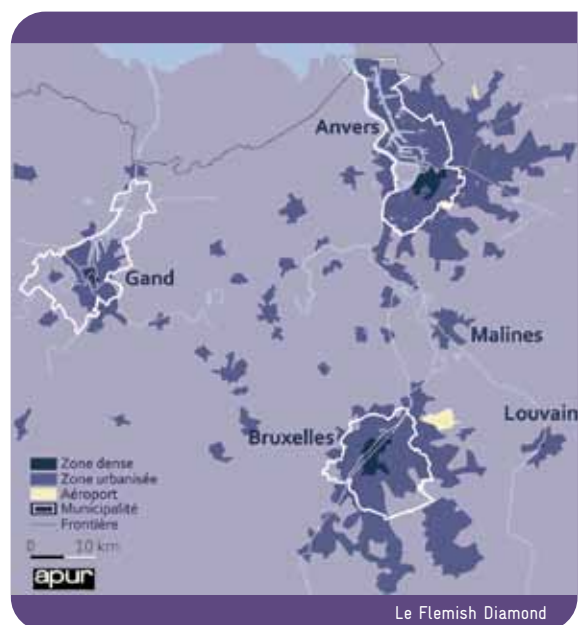 Anvers
Gand
Malines
Louvain
Bruxelles
Zone dense
Zone urbanisée
Aéroport
Municipalité
Frontière
0 10 km
apur
Le Flemish Diamond